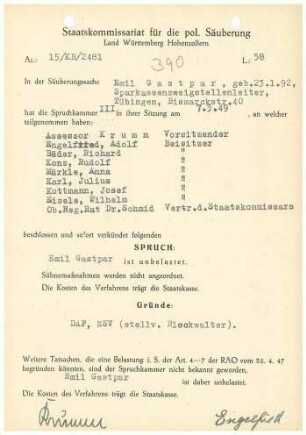 Staatskommissariat für die pol. Säuberung
Land Württemberg Hohenzollern
Az.: 15/KB/2481
390
L: 58
In der Säuberungssache Emil Gastpar, geb.23.1.92,
Sparkassenzweigstellenleiter,
Tübingen, Bismarckstr.40
hat die Spruchkammer III in ihrer Sitzung am 7.3.49, an welcher
teilgenommen haben:
Assessor Krumm Vorsitzender
Engelfried, Adolf Beisitzer
Bäder, Richard "
Konz, Rudolf "
Märkle, Anna "
Karl, Julius "
Kottmann, Josef "
Eisele, Wilhelm "
Ob.Reg.Rat Dr.Schmid Vertr.d.Staatskommissars
beschlossen und sofort verkündet folgenden
SPRUCH:
Emil Gastpar ist unbelastet.
Sühnemaßnahmen werden nicht angeordnet.
Die Kosten des Verfahrens trägt die Staatskasse.
Gründe:
DAF, NSV (stellv. Blockwalter).
Weitere Tatsachen, die eine Belastung i. S. der Art. 4—7 der RAO vom 25. 4. 47
begründen könnten, sind der Spruchkammer nicht bekannt geworden.
Emil Gastpar ist daher unbelastet.
Die Kosten des Verfahrens trägt die Staatskasse.
Krumm Engelfried